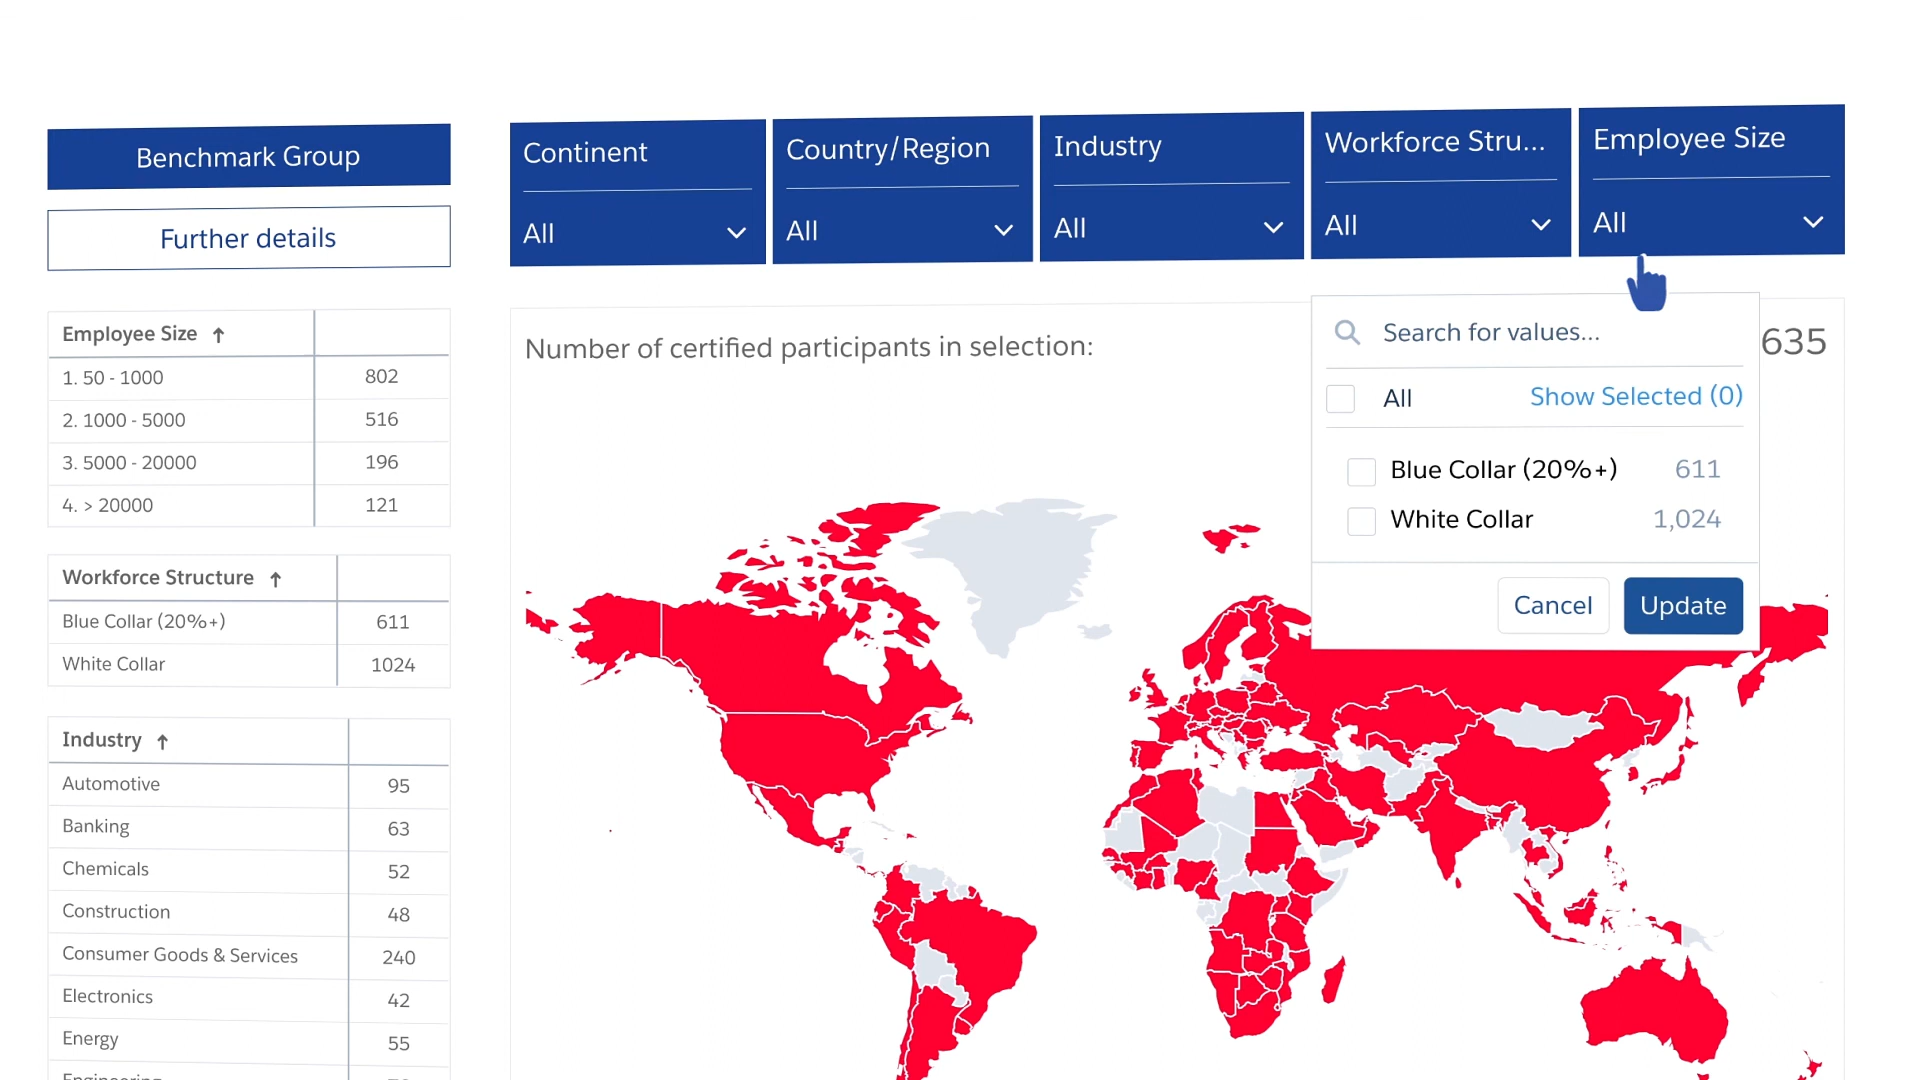 Benchmark Group
Further details
Continent
All
Country/Region
All
Industry
All
Workforce Stru...
All
Employee Size
All
Employee Size ↑
1. 50 - 1000 802
2. 1000 - 5000 516
3. 5000 - 20000 196
4. > 20000 121
Workforce Structure ↑
Blue Collar (20%+) 611
White Collar 1024
Industry ↑
Automotive 95
Banking 63
Chemicals 52
Construction 48
Consumer Goods & Services 240
Electronics 42
Energy 55
Number of certified participants in selection:
635
Search for values...
All Show Selected (0)
Blue Collar (20%+) 611
White Collar 1,024
Cancel Update